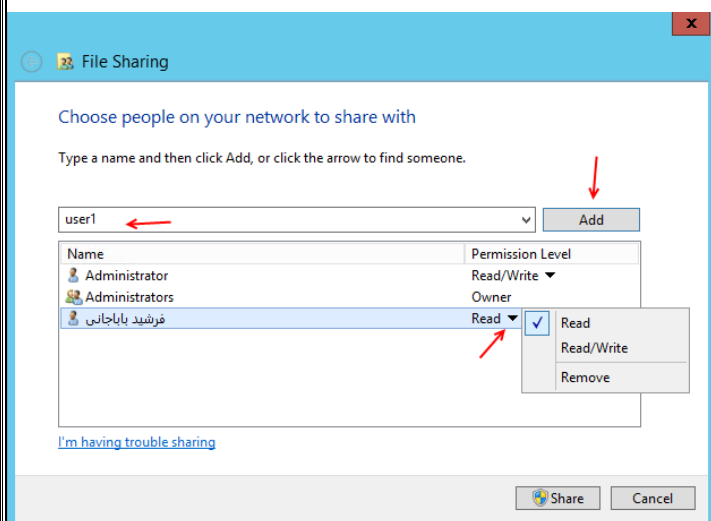 x
File Sharing
Choose people on your network to share with
Type a name and then click Add, or click the arrow to find someone.
user1
Add
Name Permission Level
Administrator Read/Write
Administrators Owner
فرشید باباجانی Read
Read
Read/Write
Remove
I'm having trouble sharing
Share Cancel